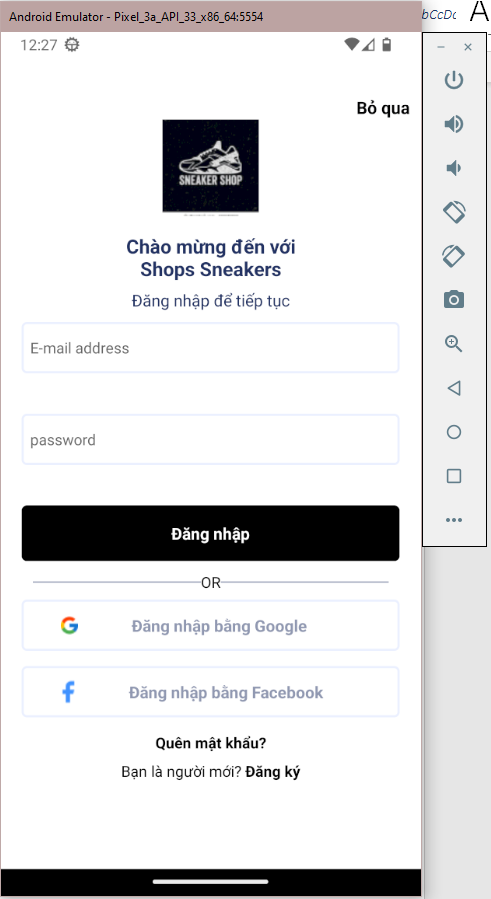 Android Emulator - Pixel_3a_API_33_x86_64:5554
12:27
Bỏ qua
SNEAKER SHOP
Chào mừng đến với
Shops Sneakers
Đăng nhập để tiếp tục
E-mail address
password
Đăng nhập
OR
Đăng nhập bằng Google
Đăng nhập bằng Facebook
Quên mật khẩu?
Bạn là người mới? Đăng ký